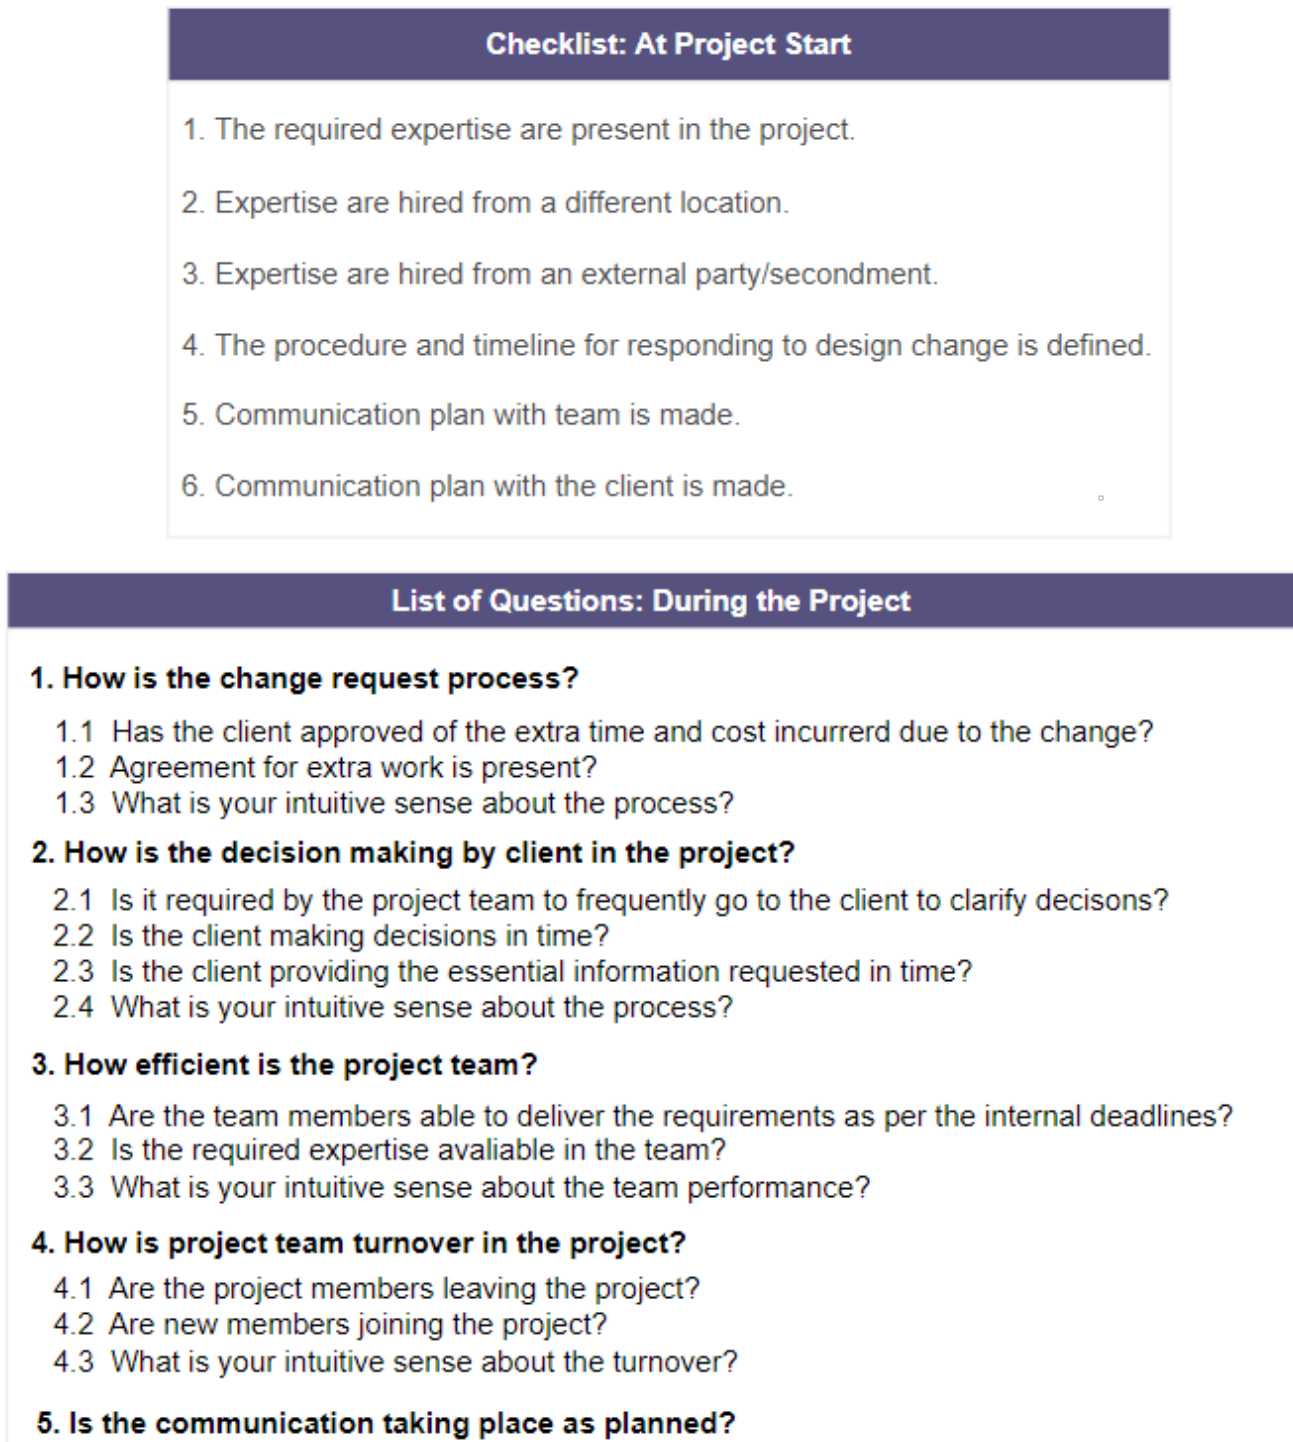 Checklist: At Project Start
1. The required expertise are present in the project.
2. Expertise are hired from a different location.
3. Expertise are hired from an external party/secondment.
4. The procedure and timeline for responding to design change is defined.
5. Communication plan with team is made.
6. Communication plan with the client is made.
List of Questions: During the Project
1. How is the change request process?
1.1 Has the client approved of the extra time and cost incurrerd due to the change?
1.2 Agreement for extra work is present?
1.3 What is your intuitive sense about the process?
2. How is the decision making by client in the project?
2.1 Is it required by the project team to frequently go to the client to clarify decisons?
2.2 Is the client making decisions in time?
2.3 Is the client providing the essential information requested in time?
2.4 What is your intuitive sense about the process?
3. How efficient is the project team?
3.1 Are the team members able to deliver the requirements as per the internal deadlines?
3.2 Is the required expertise avaliable in the team?
3.3 What is your intuitive sense about the team performance?
4. How is project team turnover in the project?
4.1 Are the project members leaving the project?
4.2 Are new members joining the project?
4.3 What is your intuitive sense about the turnover?
5. Is the communication taking place as planned?